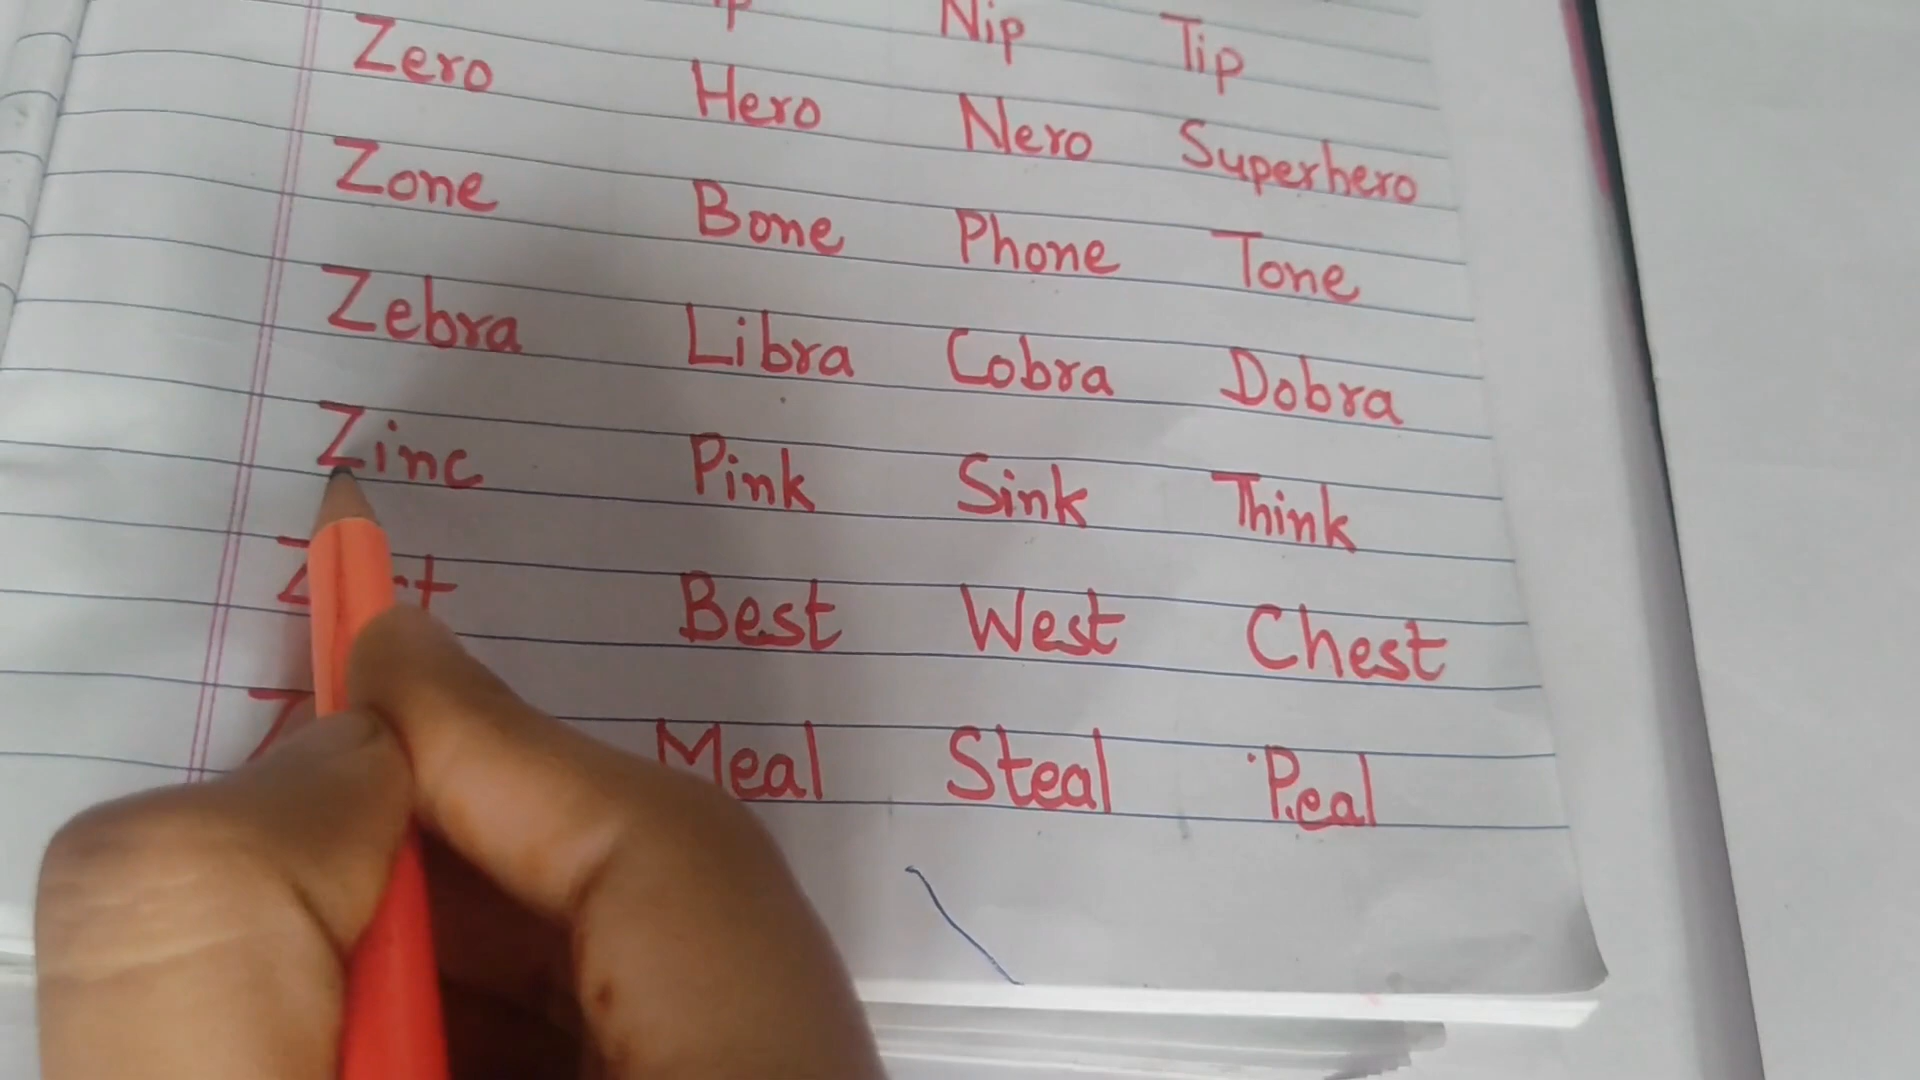 Nip Tip
Zero Hero Nero Superhero
Zone Bone Phone Tone
Zebra Libra Cobra Dobra
Zinc Pink Sink Think
Best West Chest
Meal Steal Peal